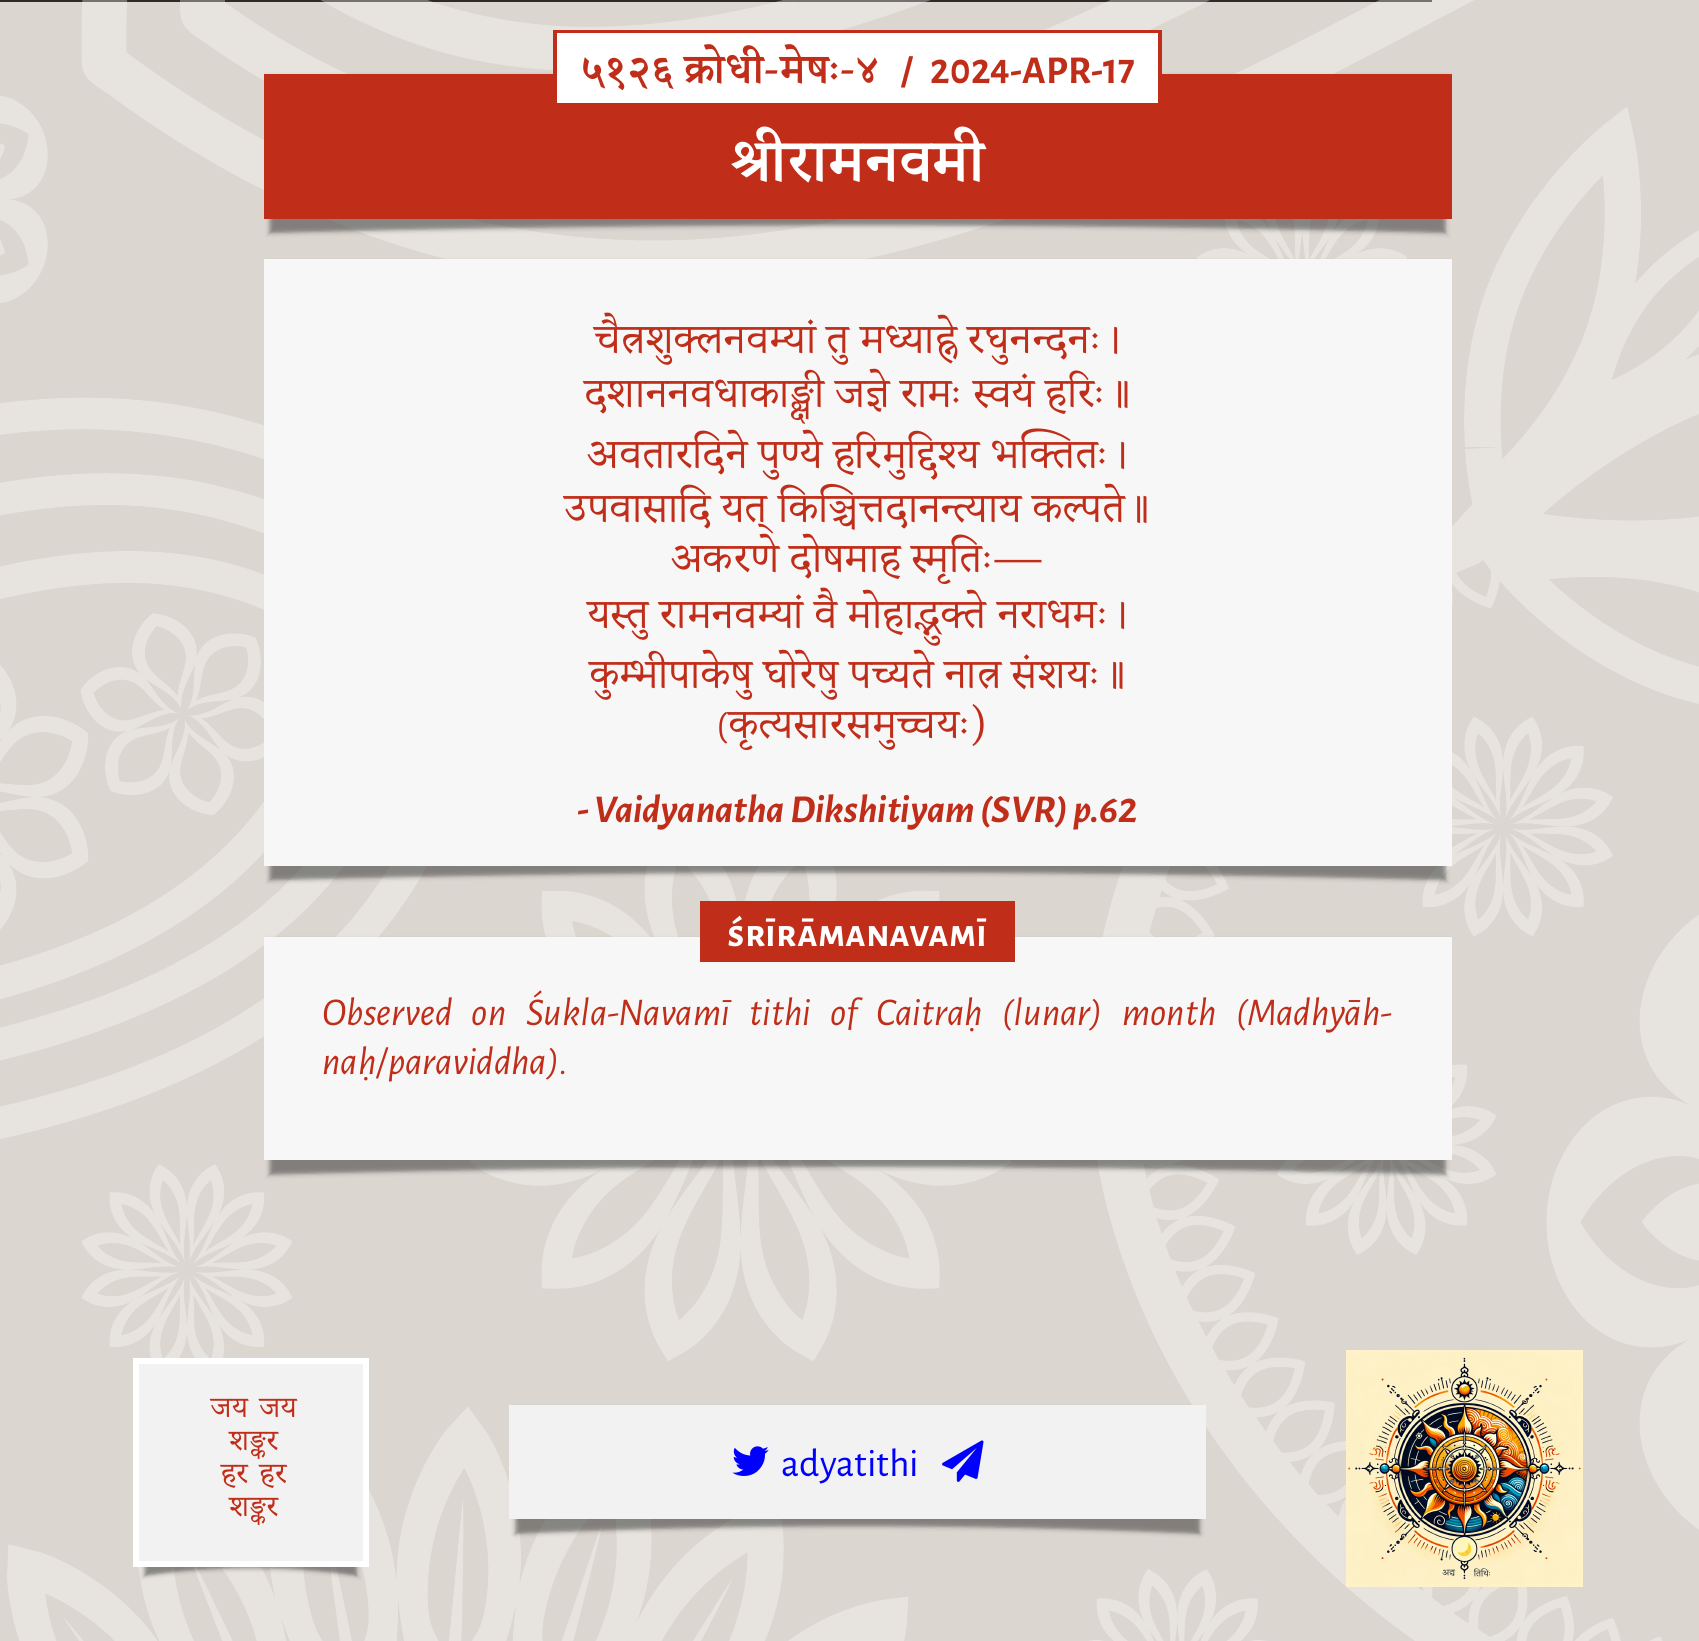 ५१२६ क्रोधी-मेषः-४ / 2024-APR-17
श्रीरामनवमी
चैत्रशुक्लनवम्यां तु मध्याह्ने रघुनन्दनः ।
दशाननवधाकाङ्क्षी जज्ञे रामः स्वयं हरिः ॥
अवतारदिने पुण्ये हरिमुद्दिश्य भक्तितः ।
उपवासादि यत् किञ्चित्तदानन्त्याय कल्पते ॥
अकरणे दोषमाह स्मृतिः—
यस्तु रामनवम्यां वै मोहाद्भुक्ते नराधमः ।
कुम्भीपाकेषु घोरेषु पच्यते नात्र संशयः ॥
(कृत्यसारसमुच्चयः)
- Vaidyanatha Dikshitiyam (SVR) p.62
ŚRĪRĀMANAVAMĪ
Observed on Śukla-Navamī tithi of Caitraḥ (lunar) month (Madhyāh-
naḥ/paraviddha).
जय जय
शङ्कर
हर हर
शङ्कर
adyatithi
अद्य तिथिः